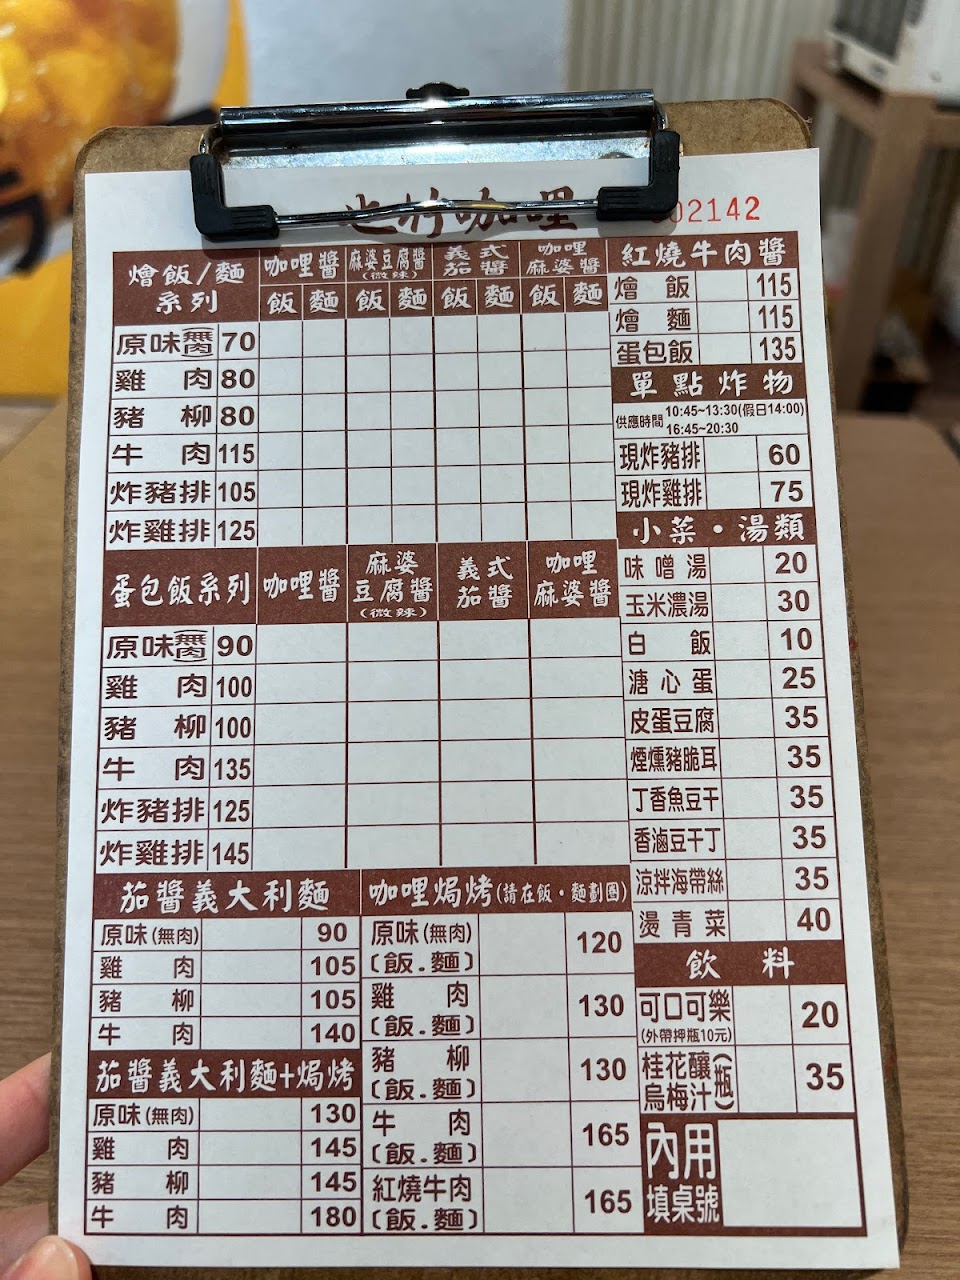 也好咖哩
02142
燴飯/麵系列 咖哩醬 麻婆豆腐醬(微辣) 義式茄醬 咖哩麻婆醬
飯 麵 飯 麵 飯 麵 飯 麵
原味(無肉) 70
雞肉 80
豬柳 80
牛肉 115
炸豬排 105
炸雞排 125
蛋包飯系列 咖哩醬 麻婆豆腐醬(微辣) 義式茄醬 咖哩麻婆醬
原味(無肉) 90
雞肉 100
豬柳 100
牛肉 135
炸豬排 125
炸雞排 145
茄醬義大利麵
原味(無肉) 90
雞肉 105
豬柳 105
牛肉 140
茄醬義大利麵+焗烤
原味(無肉) 130
雞肉 145
豬柳 145
牛肉 180
咖哩焗烤(請在飯·麵劃圈)
原味(無肉)(飯.麵) 120
雞肉(飯.麵) 130
豬柳(飯.麵) 130
牛肉(飯.麵) 165
紅燒牛肉(飯.麵) 165
紅燒牛肉醬
燴飯 115
燴麵 115
蛋包飯 135
單點炸物
供應時間 10:45~13:30(假日14:00)
16:45~20:30
現炸豬排 60
現炸雞排 75
小菜·湯類
味噌湯 20
玉米濃湯 30
白飯 10
溏心蛋 25
皮蛋豆腐 35
煙燻豬脆耳 35
丁香魚豆干 35
香滷豆干丁 35
涼拌海帶絲 35
燙青菜 40
飲料
可口可樂 20
(外帶押瓶10元)
桂花釀烏梅汁(瓶) 35
內用
填桌號